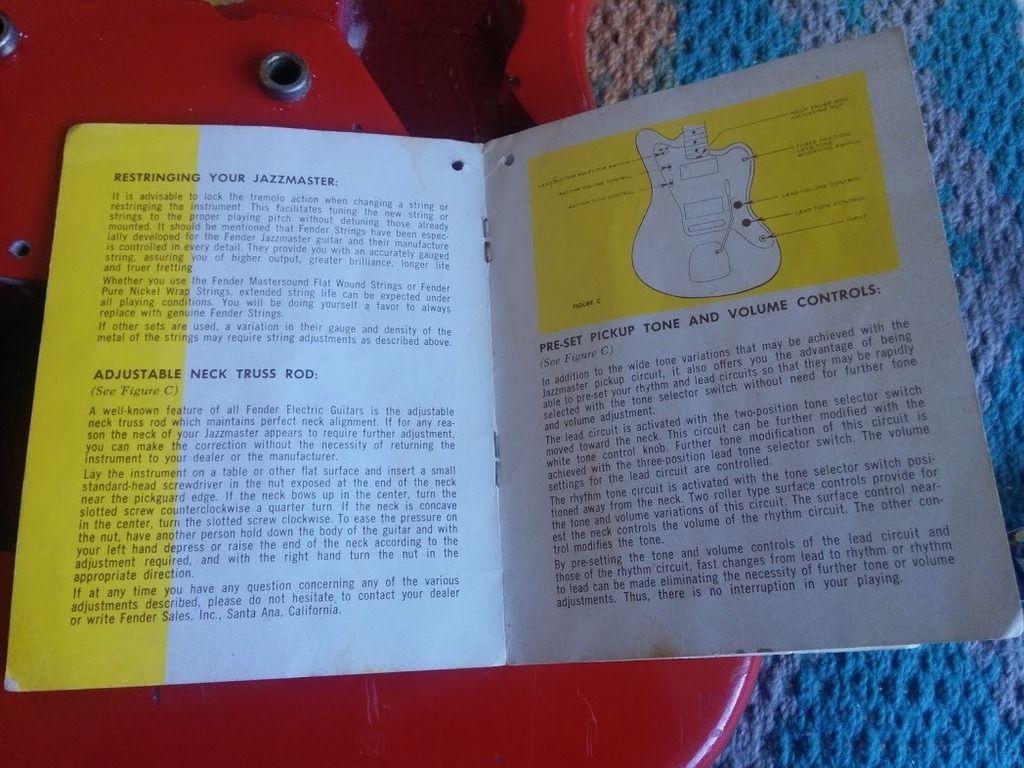 RESTRINGING YOUR JAZZMASTER:
It is advisable to lock the tremolo action when changing a string or
restringing the instrument. This facilitates tuning the new string or
strings to the proper playing pitch without detuning those already
mounted. It should be mentioned that Fender Strings have been espec-
ially developed for the Fender Jazzmaster guitar and their manufacture
is controlled in every detail. They provide you with an accurately gauged
string, assuring you of higher output, greater brilliance, longer life
and truer fretting.
Whether you use the Fender Mastersound Flat Wound Strings or Fender
Pure Nickel Wrap Strings, extended string life can be expected under
all playing conditions. You will be doing yourself a favor to always
replace with genuine Fender Strings.
If other sets are used, a variation in their gauge and density of the
metal of the strings may require string adjustments as described above.
ADJUSTABLE NECK TRUSS ROD:
(See Figure C)
A well-known feature of all Fender Electric Guitars is the adjustable
neck truss rod which maintains perfect neck alignment. If for any rea-
son the neck of your Jazzmaster appears to require further adjustment,
you can make the correction without the necessity of returning the
instrument to your dealer or the manufacturer.
Lay the instrument on a table or other flat surface and insert a small
standard-head screwdriver in the nut exposed at the end of the neck
near the pickguard edge. If the neck bows up in the center, turn the
slotted screw counterclockwise a quarter turn. If the neck is concave
in the center, turn the slotted screw clockwise. To ease the pressure on
the nut, have another person hold down the body of the guitar and with
your left hand depress or raise the end of the neck according to the
adjustment required, and with the right hand turn the nut in the
appropriate direction.
If at any time you have any question concerning any of the various
adjustments described, please do not hesitate to contact your dealer
or write Fender Sales, Inc., Santa Ana, California.
NECK TRUSS ROD
ADJUSTING NUT
LEAD/RHYTHM SELECTOR SWITCH
RHYTHM VOLUME CONTROL
RHYTHM TONE CONTROL
THREE POSITION
LEAD TONE
MODIFYING SWITCH
LEAD VOLUME CONTROL
LEAD TONE CONTROL
INPUT
FIGURE C
PRE-SET PICKUP TONE AND VOLUME CONTROLS:
(See Figure C)
In addition to the wide tone variations that may be achieved with the
Jazzmaster pickup circuit, it also offers you the advantage of being
able to pre-set your rhythm and lead circuits so that they may be rapidly
selected with the tone selector switch without need for further tone
and volume adjustment.
The lead circuit is activated with the two-position tone selector switch
moved toward the neck. This circuit can be further modified with the
white tone control knob. Further tone modification of this circuit is
achieved with the three-position lead tone selector switch. The volume
settings for the lead circuit are controlled.
The rhythm tone circuit is activated with the tone selector switch posi-
tioned away from the neck. Two roller type surface controls provide for
the tone and volume variations of this circuit. The surface control near-
est the neck controls the volume of the rhythm circuit. The other con-
trol modifies the tone.
By pre-setting the tone and volume controls of the lead circuit and
those of the rhythm circuit, fast changes from lead to rhythm or rhythm
to lead can be made eliminating the necessity of further tone or volume
adjustments. Thus, there is no interruption in your playing.